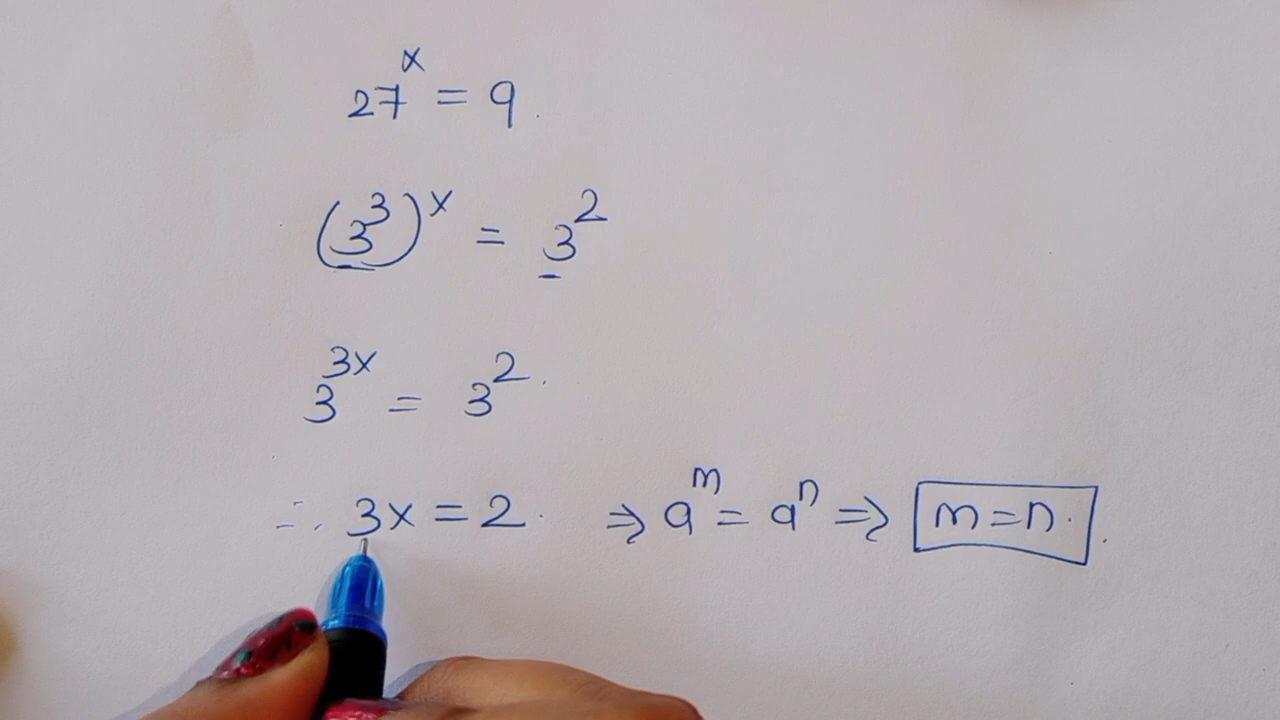 27^x = 9.
(3^3)^x = 3^2
3^{3x} = 3^2.
∴ 3x = 2. ⇒ a^m = a^n ⇒ m = n.